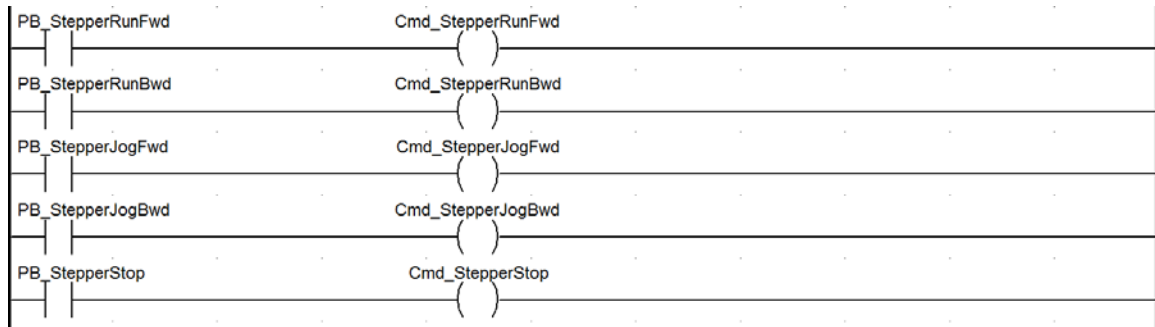 PB_StepperRunFwd Cmd_StepperRunFwd
PB_StepperRunBwd Cmd_StepperRunBwd
PB_StepperJogFwd Cmd_StepperJogFwd
PB_StepperJogBwd Cmd_StepperJogBwd
PB_StepperStop Cmd_StepperStop